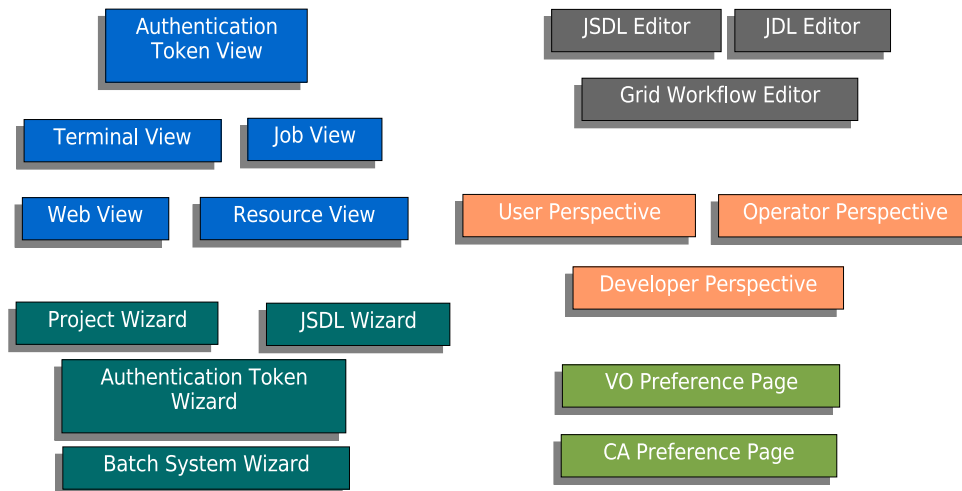 Authentication
Token View
JSDL Editor
JDL Editor
Grid Workflow Editor
Terminal View
Job View
Web View
Resource View
User Perspective
Operator Perspective
Developer Perspective
Project Wizard
JSDL Wizard
Authentication Token
Wizard
Batch System Wizard
VO Preference Page
CA Preference Page